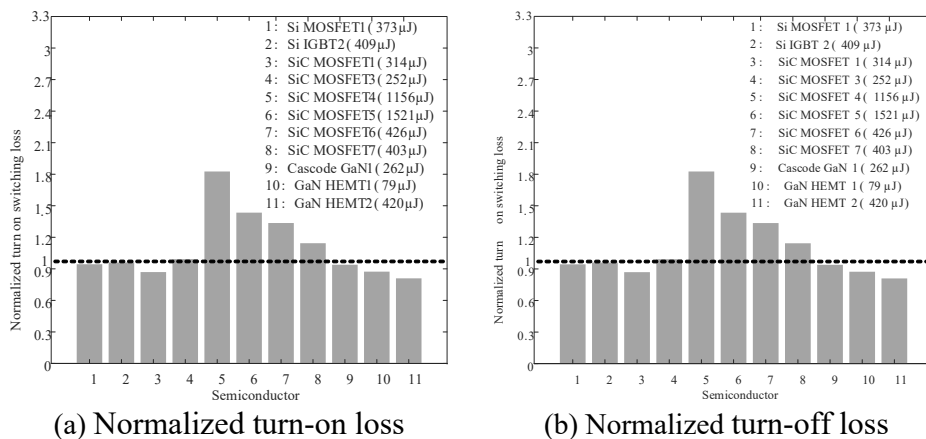 3.3
3
2.7
2.4
2.1
1.8
1.5
1.2
1
0.9
0.6
0.3
0
Normalized turn on switching loss
1: Si MOSFET1 (373μJ)
2: Si IGBT2 (409μJ)
3: SiC MOSFET1 (314μJ)
4: SiC MOSFET3 (252μJ)
5: SiC MOSFET4 (1156μJ)
6: SiC MOSFET5 (1521μJ)
7: SiC MOSFET6 (426μJ)
8: SiC MOSFET7 (403μJ)
9: Cascode GaN1 (262μJ)
10: GaN HEMT1 (79μJ)
11: GaN HEMT2 (420μJ)
1 2 3 4 5 6 7 8 9 10 11
Semiconductor
(a) Normalized turn-on loss
3.3
3
2.7
2.4
2.1
1.8
1.5
1.2
1
0.9
0.6
0.3
0
Normalized turn on switching loss
1: Si MOSFET 1 (373 μJ)
2: Si IGBT 2 (409 μJ)
3: SiC MOSFET 1 (314 μJ)
4: SiC MOSFET 3 (252 μJ)
5: SiC MOSFET 4 (1156 μJ)
6: SiC MOSFET 5 (1521 μJ)
7: SiC MOSFET 6 (426 μJ)
8: SiC MOSFET 7 (403 μJ)
9: Cascode GaN 1 (262 μJ)
10: GaN HEMT 1 (79 μJ)
11: GaN HEMT 2 (420 μJ)
1 2 3 4 5 6 7 8 9 10 11
Semiconductor
(b) Normalized turn-off loss